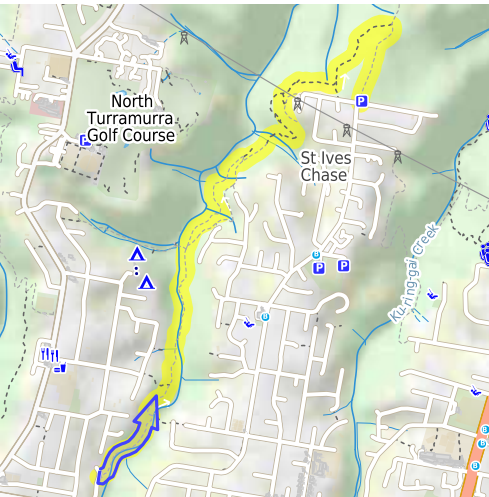 North
Turramurra
Golf Course
P
P
St Ives
Chase
B
P
P
Ku-ring-gai Creek
B
B
B
B